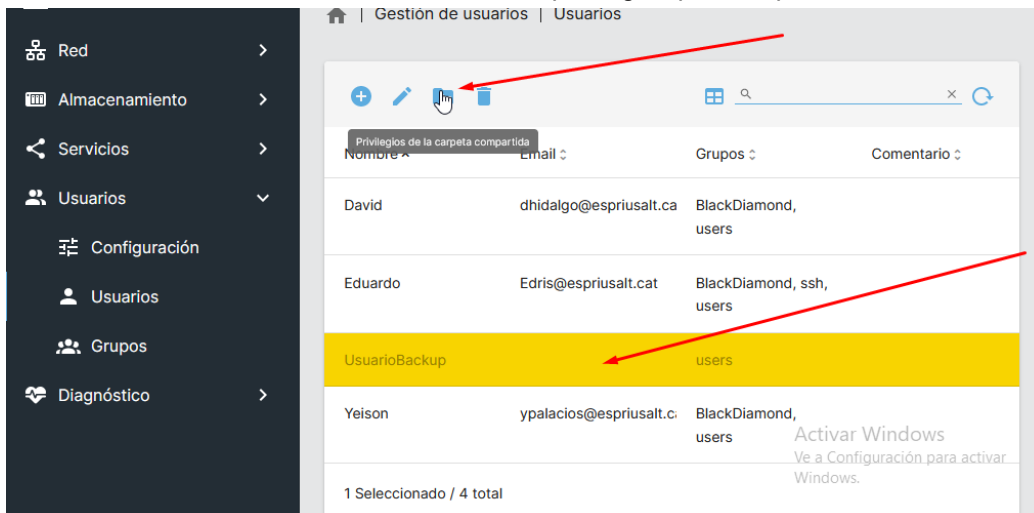 | Gestión de usuarios | Usuarios
Red
Almacenamiento
Servicios
Usuarios
Configuración
Usuarios
Grupos
Diagnóstico
Privilegios de la carpeta compartida
Nombre Email Grupos Comentario
David dhidalgo@espriusalt.ca BlackDiamond,
users
Eduardo Edris@espriusalt.cat BlackDiamond, ssh,
users
UsuarioBackup users
Yeison ypalacios@espriusalt.c BlackDiamond,
users
1 Seleccionado / 4 total
Activar Windows
Ve a Configuración para activar
Windows.